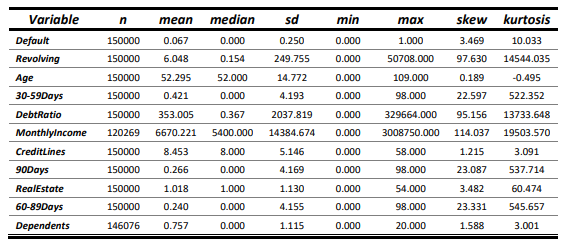 Variable n mean median sd min max skew kurtosis
Default 150000 0.067 0.000 0.250 0.000 1.000 3.469 10.033
Revolving 150000 6.048 0.154 249.755 0.000 50708.000 97.630 14544.035
Age 150000 52.295 52.000 14.772 0.000 109.000 0.189 -0.495
30-59Days 150000 0.421 0.000 4.193 0.000 98.000 22.597 522.352
DebtRatio 150000 353.005 0.367 2037.819 0.000 329664.000 95.156 13733.648
MonthlyIncome 120269 6670.221 5400.000 14384.674 0.000 3008750.000 114.037 19503.570
CreditLines 150000 8.453 8.000 5.146 0.000 58.000 1.215 3.091
90Days 150000 0.266 0.000 4.169 0.000 98.000 23.087 537.714
RealEstate 150000 1.018 1.000 1.130 0.000 54.000 3.482 60.474
60-89Days 150000 0.240 0.000 4.155 0.000 98.000 23.331 545.657
Dependents 146076 0.757 0.000 1.115 0.000 20.000 1.588 3.001